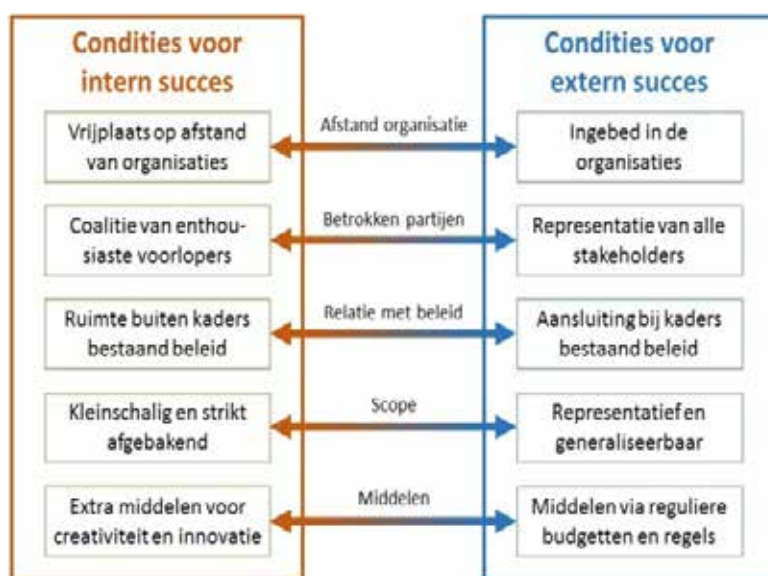 Condities voor
intern succes
Condities voor
extern succes
Vrijplaats op afstand
van organisaties
Afstand organisatie
Ingebed in de
organisaties
Coalitie van enthou-
siaste voorlopers
Betrokken partijen
Representatie van alle
stakeholders
Ruimte buiten kaders
bestaand beleid
Relatie met beleid
Aansluiting bij kaders
bestaand beleid
Kleinschalig en strikt
afgebakend
Scope
Representatief en
generaliseerbaar
Extra middelen voor
creativiteit en innovatie
Middelen
Middelen via reguliere
budgetten en regels